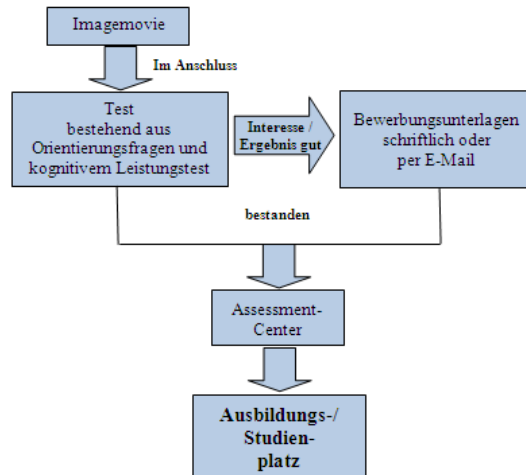 Imagemovie
Im Anschluss
Test
bestehend aus
Orientierungsfragen und
kognitivem Leistungstest
Interesse /
Ergebnis gut
Bewerbungsunterlagen
schriftlich oder
per E-Mail
bestanden
Assessment-
Center
Ausbildungs-/
Studien-
platz